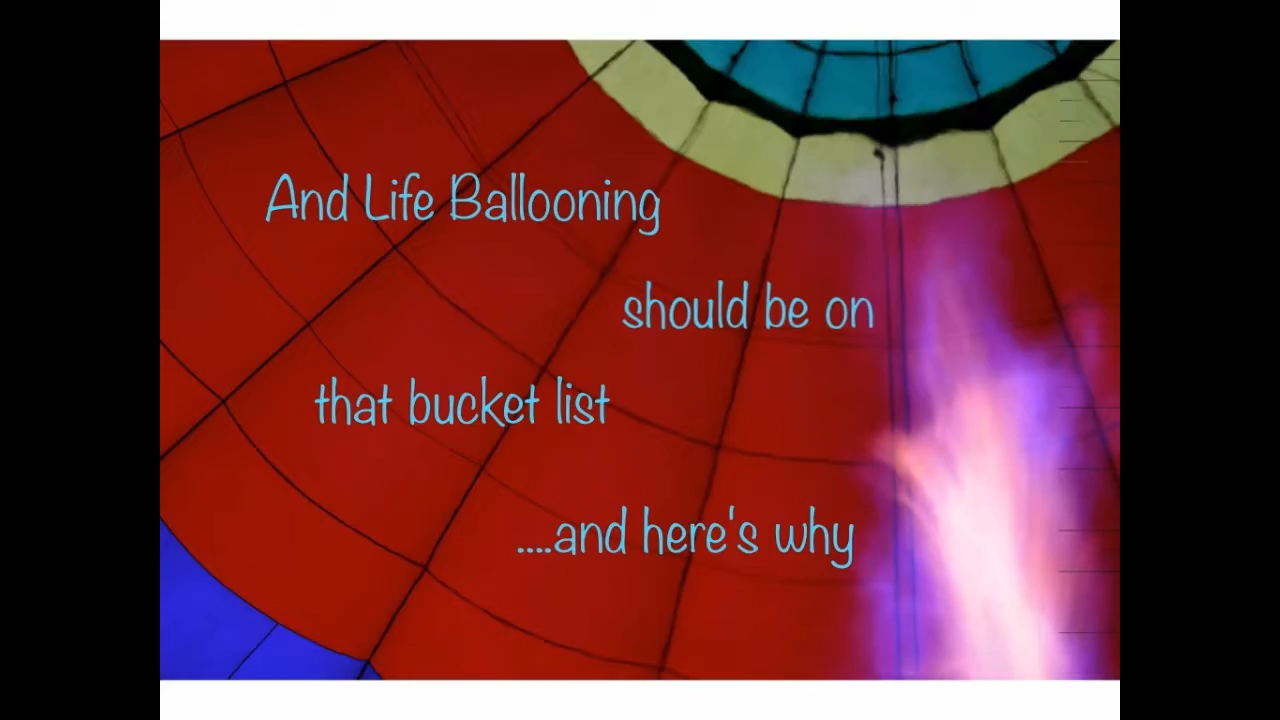 And Life Ballooning
should be on
that bucket list
....and here's why